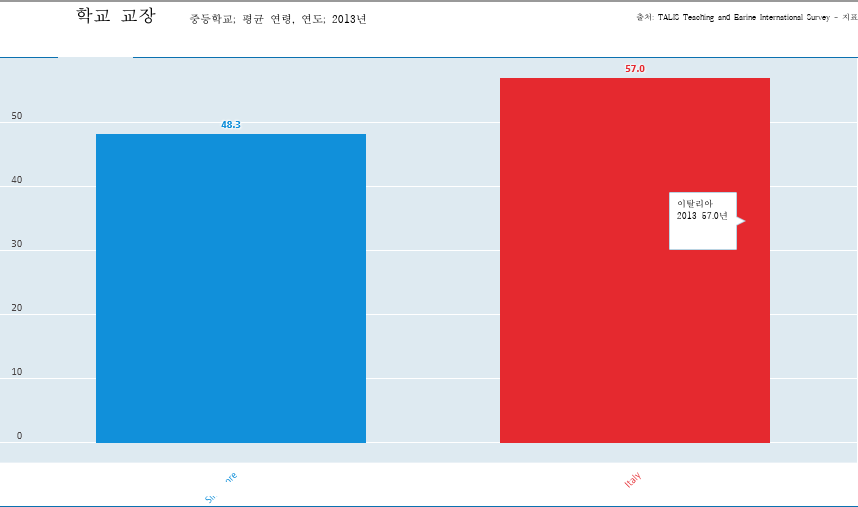 학교 교장
중등학교; 평균 연령, 연도; 2013년
출처: TALIS Teaching and Earine International Survey - 지표
57.0
48.3
50
40
이탈리아
2013 57.0년
30
20
10
0
Italy